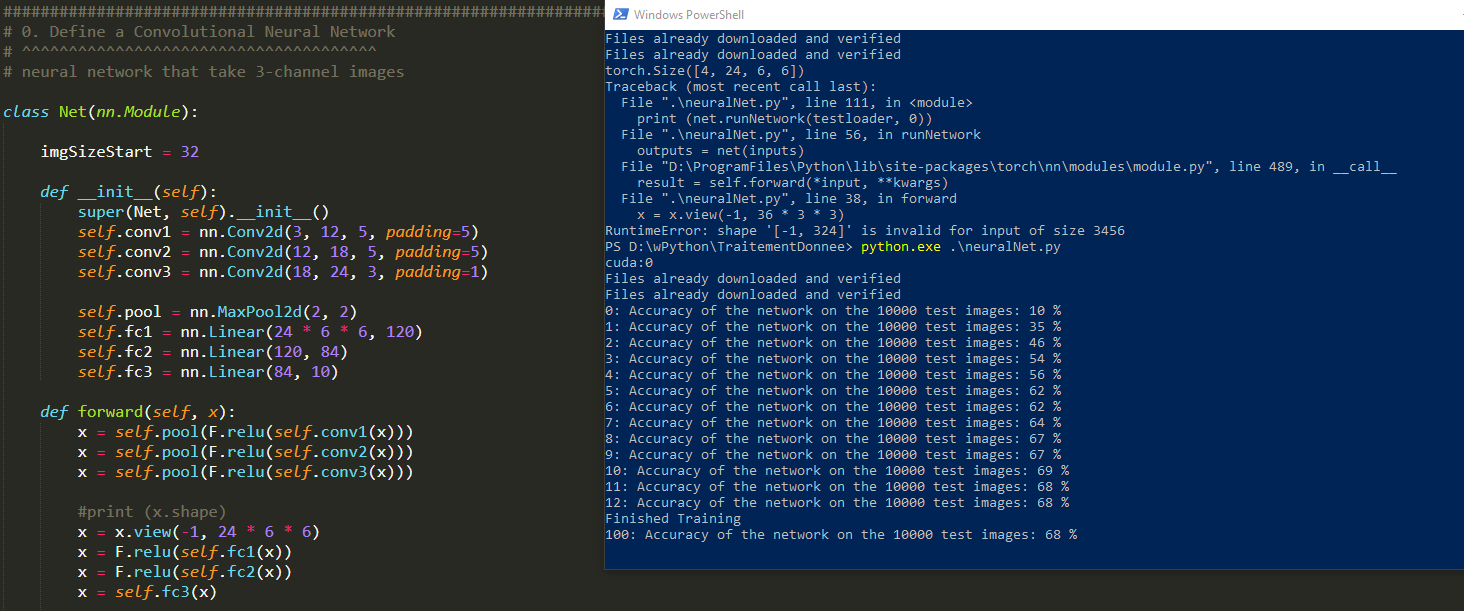 #################################################################
# 0. Define a Convolutional Neural Network
# ^^^^^^^^^^^^^^^^^^^^^^^^^^^^^^^^^^^^^^
# neural network that take 3-channel images
class Net(nn.Module):
    imgSizeStart = 32
    def __init__(self):
        super(Net, self).__init__()
        self.conv1 = nn.Conv2d(3, 12, 5, padding=5)
        self.conv2 = nn.Conv2d(12, 18, 5, padding=5)
        self.conv3 = nn.Conv2d(18, 24, 3, padding=1)
        self.pool = nn.MaxPool2d(2, 2)
        self.fc1 = nn.Linear(24 * 6 * 6, 120)
        self.fc2 = nn.Linear(120, 84)
        self.fc3 = nn.Linear(84, 10)
    def forward(self, x):
        x = self.pool(F.relu(self.conv1(x)))
        x = self.pool(F.relu(self.conv2(x)))
        x = self.pool(F.relu(self.conv3(x)))
        #print (x.shape)
        x = x.view(-1, 24 * 6 * 6)
        x = F.relu(self.fc1(x))
        x = F.relu(self.fc2(x))
        x = self.fc3(x)
Windows PowerShell
Files already downloaded and verified
Files already downloaded and verified
torch.Size([4, 24, 6, 6])
Traceback (most recent call last):
  File ".\neuralNet.py", line 111, in <module>
    print (net.runNetwork(testloader, 0))
  File ".\neuralNet.py", line 56, in runNetwork
    outputs = net(inputs)
  File "D:\ProgramFiles\Python\lib\site-packages\torch\nn\modules\module.py", line 489, in __call__
    result = self.forward(*input, **kwargs)
  File ".\neuralNet.py", line 38, in forward
    x = x.view(-1, 36 * 3 * 3)
RuntimeError: shape '[-1, 324]' is invalid for input of size 3456
PS D:\wPython\TraitementDonnee> python.exe .\neuralNet.py
cuda:0
Files already downloaded and verified
Files already downloaded and verified
0: Accuracy of the network on the 10000 test images: 10 %
1: Accuracy of the network on the 10000 test images: 35 %
2: Accuracy of the network on the 10000 test images: 46 %
3: Accuracy of the network on the 10000 test images: 54 %
4: Accuracy of the network on the 10000 test images: 56 %
5: Accuracy of the network on the 10000 test images: 62 %
6: Accuracy of the network on the 10000 test images: 62 %
7: Accuracy of the network on the 10000 test images: 64 %
8: Accuracy of the network on the 10000 test images: 67 %
9: Accuracy of the network on the 10000 test images: 67 %
10: Accuracy of the network on the 10000 test images: 69 %
11: Accuracy of the network on the 10000 test images: 68 %
12: Accuracy of the network on the 10000 test images: 68 %
Finished Training
100: Accuracy of the network on the 10000 test images: 68 %